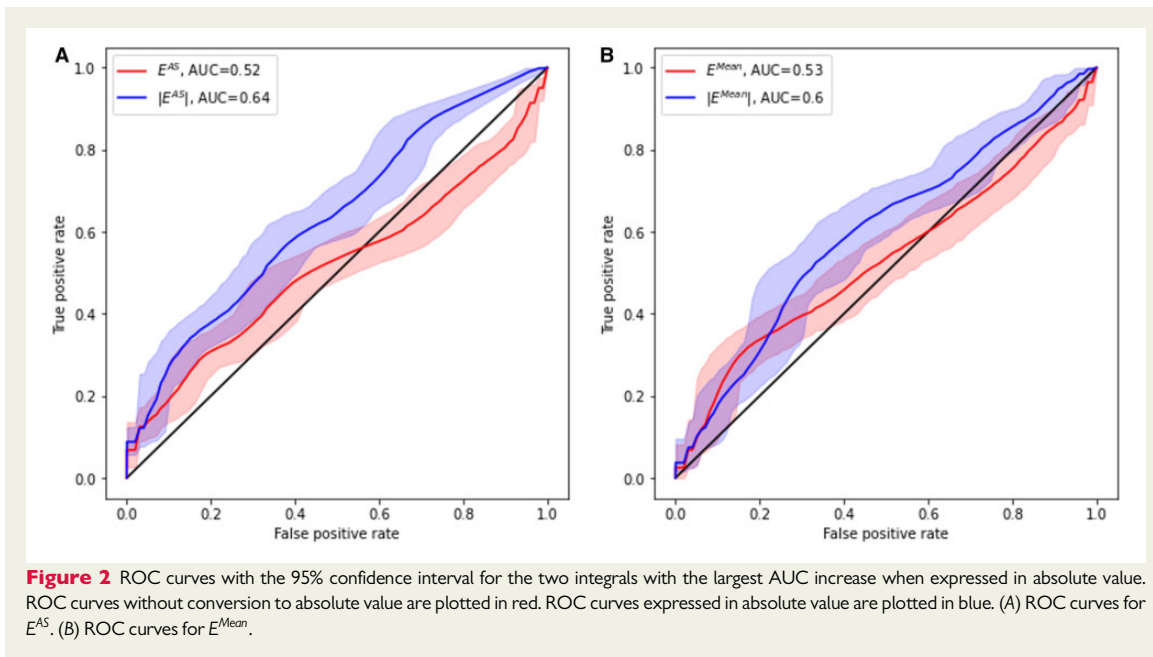 A
E^AS, AUC=0.52
|E^AS|, AUC=0.64
1.0
0.8
0.6
0.4
0.2
0.0
True positive rate
0.0 0.2 0.4 0.6 0.8 1.0
False positive rate
B
E^Mean, AUC=0.53
|E^Mean|, AUC=0.6
1.0
0.8
0.6
0.4
0.2
0.0
True positive rate
0.0 0.2 0.4 0.6 0.8 1.0
False positive rate
Figure 2 ROC curves with the 95% confidence interval for the two integrals with the largest AUC increase when expressed in absolute value.
ROC curves without conversion to absolute value are plotted in red. ROC curves expressed in absolute value are plotted in blue. (A) ROC curves for
E^AS. (B) ROC curves for E^Mean.